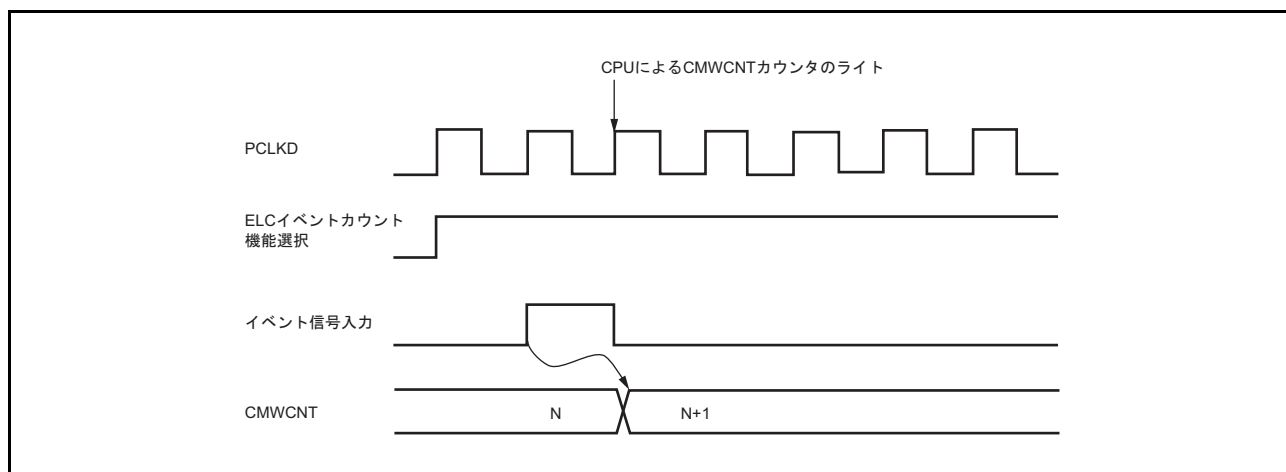 CPUによるCMWCNTカウンタのライト
PCLKD
ELCイベントカウント
機能選択
イベント信号入力
CMWCNT
N
N+1